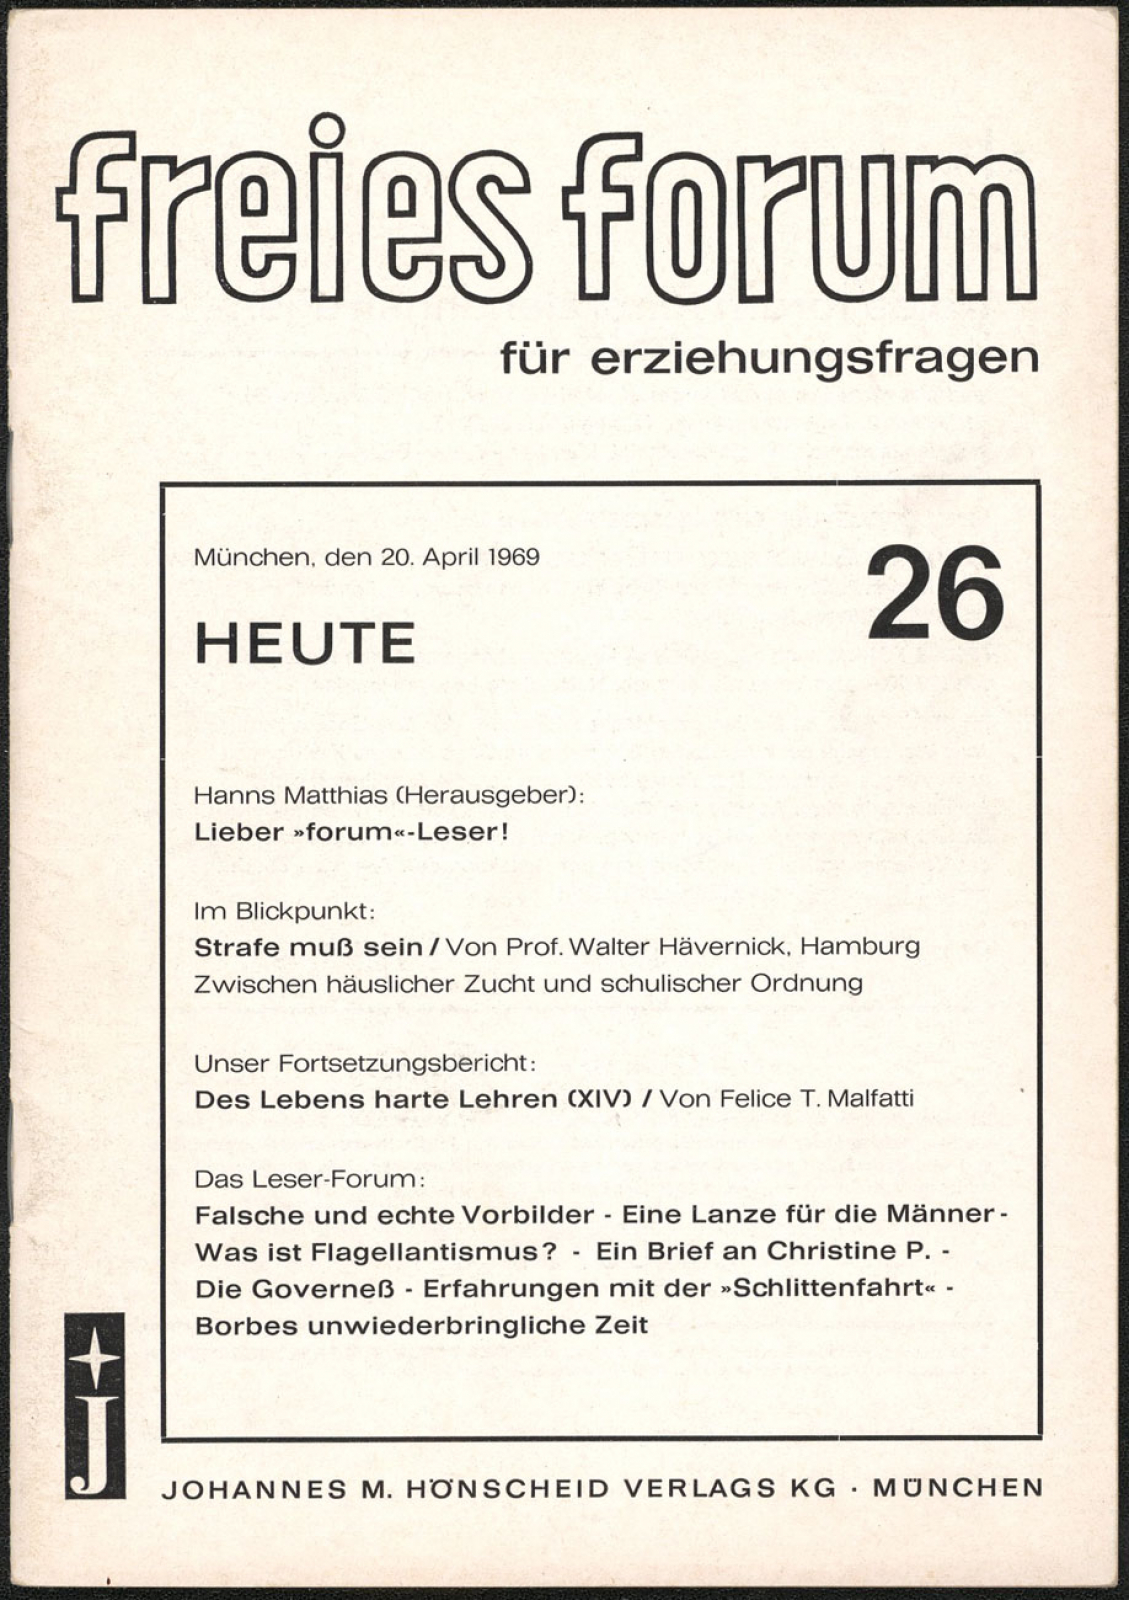 freies forum
für erziehungsfragen
München, den 20. April 1969
26
HEUTE
Hanns Matthias (Herausgeber):
Lieber »forum«-Leser!
Im Blickpunkt:
Strafe muß sein / Von Prof. Walter Hävernick, Hamburg
Zwischen häuslicher Zucht und schulischer Ordnung
Unser Fortsetzungsbericht:
Des Lebens harte Lehren (XIV) / Von Felice T. Malfatti
Das Leser-Forum:
Falsche und echte Vorbilder - Eine Lanze für die Männer -
Was ist Flagellantismus? - Ein Brief an Christine P. -
Die Governeß - Erfahrungen mit der »Schlittenfahrt« -
Borbes unwiederbringliche Zeit
J
JOHANNES M. HÖNSCHEID VERLAGS KG · MÜNCHEN